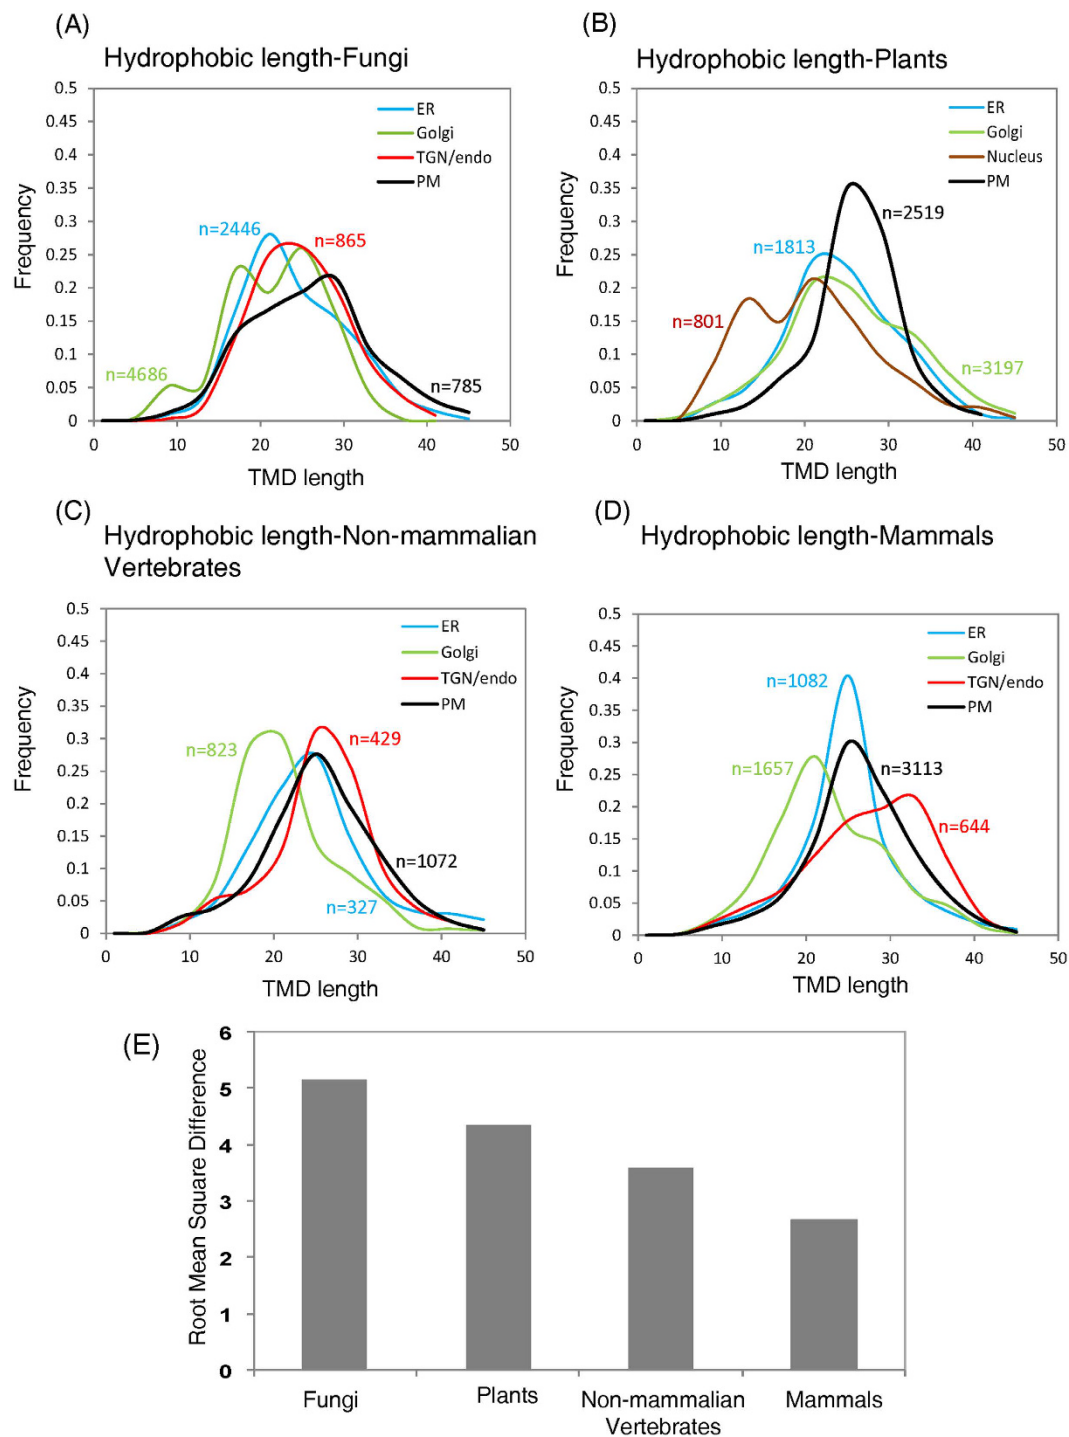 (A)
Hydrophobic length-Fungi
0.5
0.45
0.4
0.35
0.3
0.25
0.2
0.15
0.1
0.05
0
Frequency
ER
Golgi
TGN/endo
PM
n=2446
n=865
n=4686
n=785
0 10 20 30 40 50
TMD length
(B)
Hydrophobic length-Plants
0.5
0.45
0.4
0.35
0.3
0.25
0.2
0.15
0.1
0.05
0
Frequency
ER
Golgi
Nucleus
PM
n=2519
n=1813
n=801
n=3197
0 10 20 30 40 50
TMD length
(C)
Hydrophobic length-Non-mammalian
Vertebrates
0.5
0.45
0.4
0.35
0.3
0.25
0.2
0.15
0.1
0.05
0
Frequency
ER
Golgi
TGN/endo
PM
n=823
n=429
n=1072
n=327
0 10 20 30 40 50
TMD length
(D)
Hydrophobic length-Mammals
0.5
0.45
0.4
0.35
0.3
0.25
0.2
0.15
0.1
0.05
0
Frequency
ER
Golgi
TGN/endo
PM
n=1082
n=1657
n=3113
n=644
0 10 20 30 40 50
TMD length
(E)
6
5
4
3
2
1
0
Root Mean Square Difference
Fungi
Plants
Non-mammalian
Vertebrates
Mammals